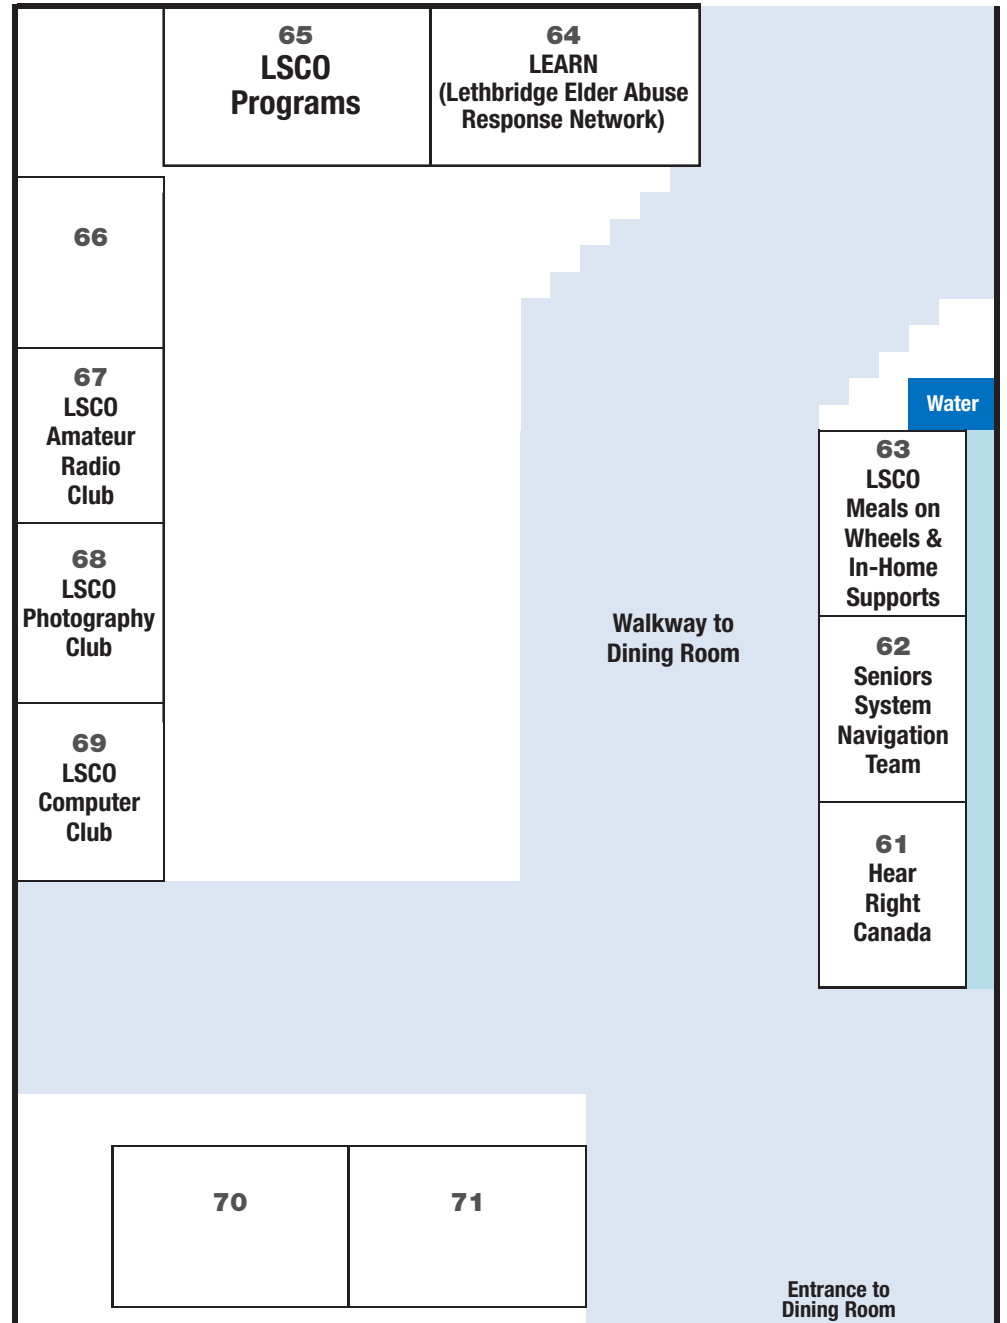 65
LSCO
Programs
64
LEARN
(Lethbridge Elder Abuse
Response Network)
66
67
LSCO
Amateur
Radio
Club
68
LSCO
Photography
Club
69
LSCO
Computer
Club
Walkway to
Dining Room
Water
63
LSCO
Meals on
Wheels &
In-Home
Supports
62
Seniors
System
Navigation
Team
61
Hear
Right
Canada
70
71
Entrance to
Dining Room